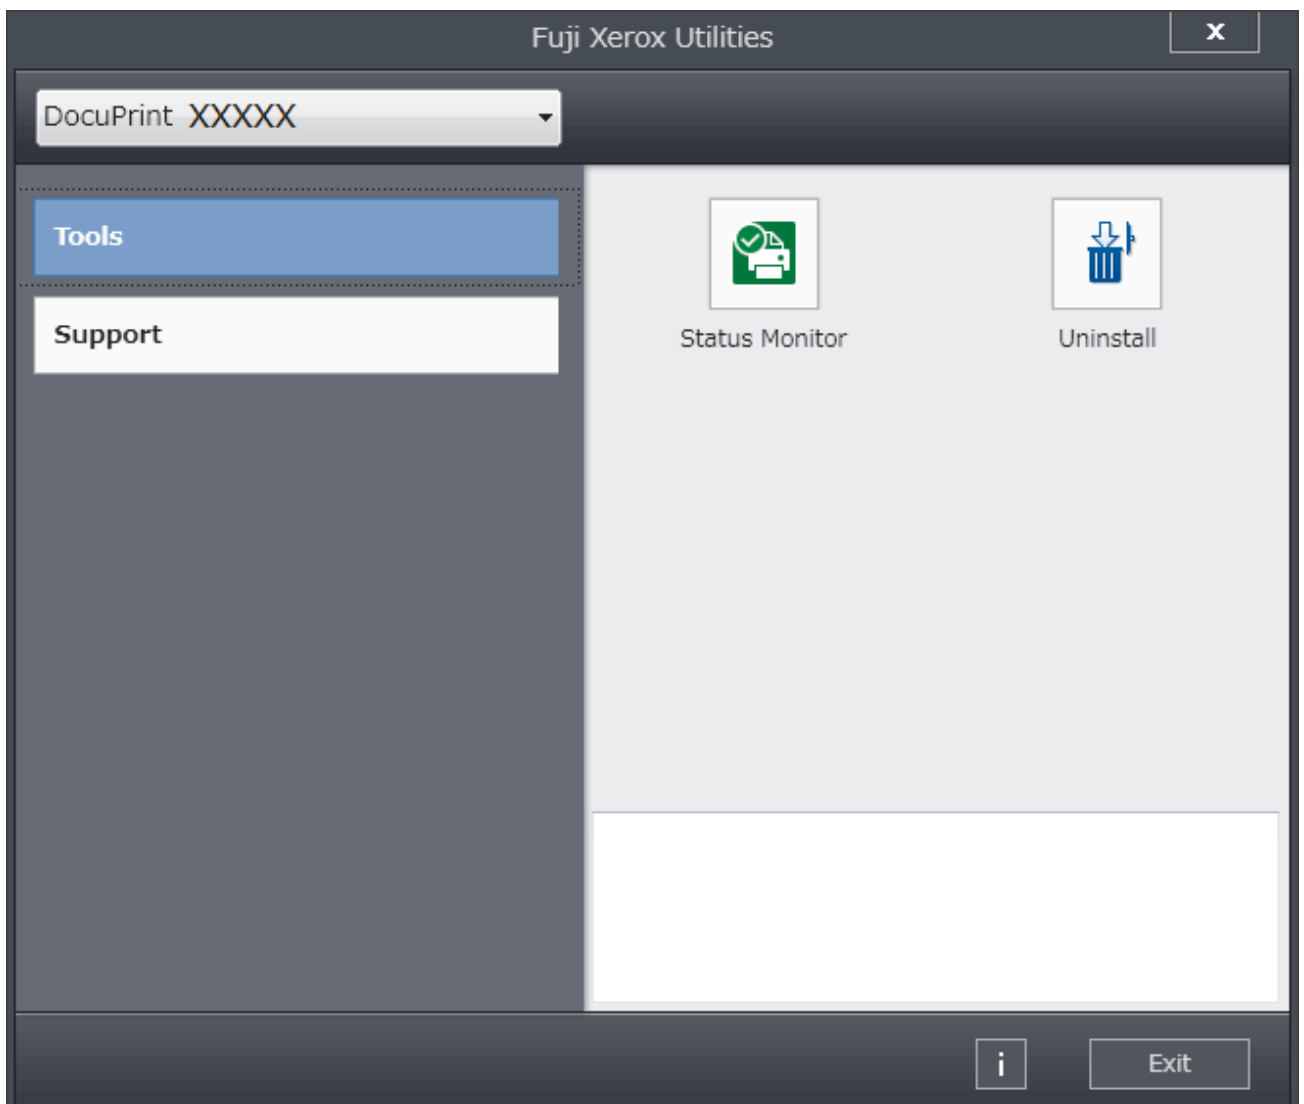 Fuji Xerox Utilities
x
DocuPrint XXXXX
Tools
Support
Status Monitor
Uninstall
i
Exit